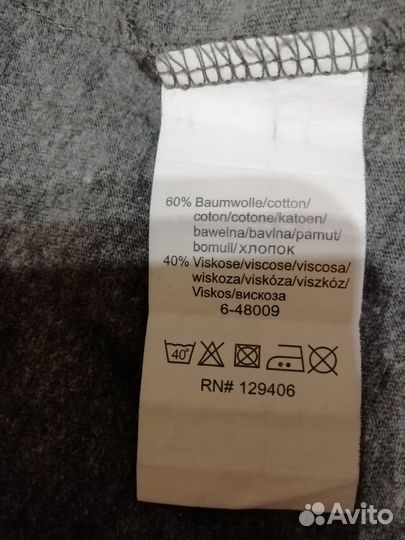 60% Baumwolle/cotton/
coton/cotone/katoen/
bawełna/bavlna/pamut/
bomull/хлопок
40% Viskose/viscose/viscosa/
wiskoza/viskóza/viszkóz/
Viskos/вискоза
6-48009
40°
RN# 129406
Avito